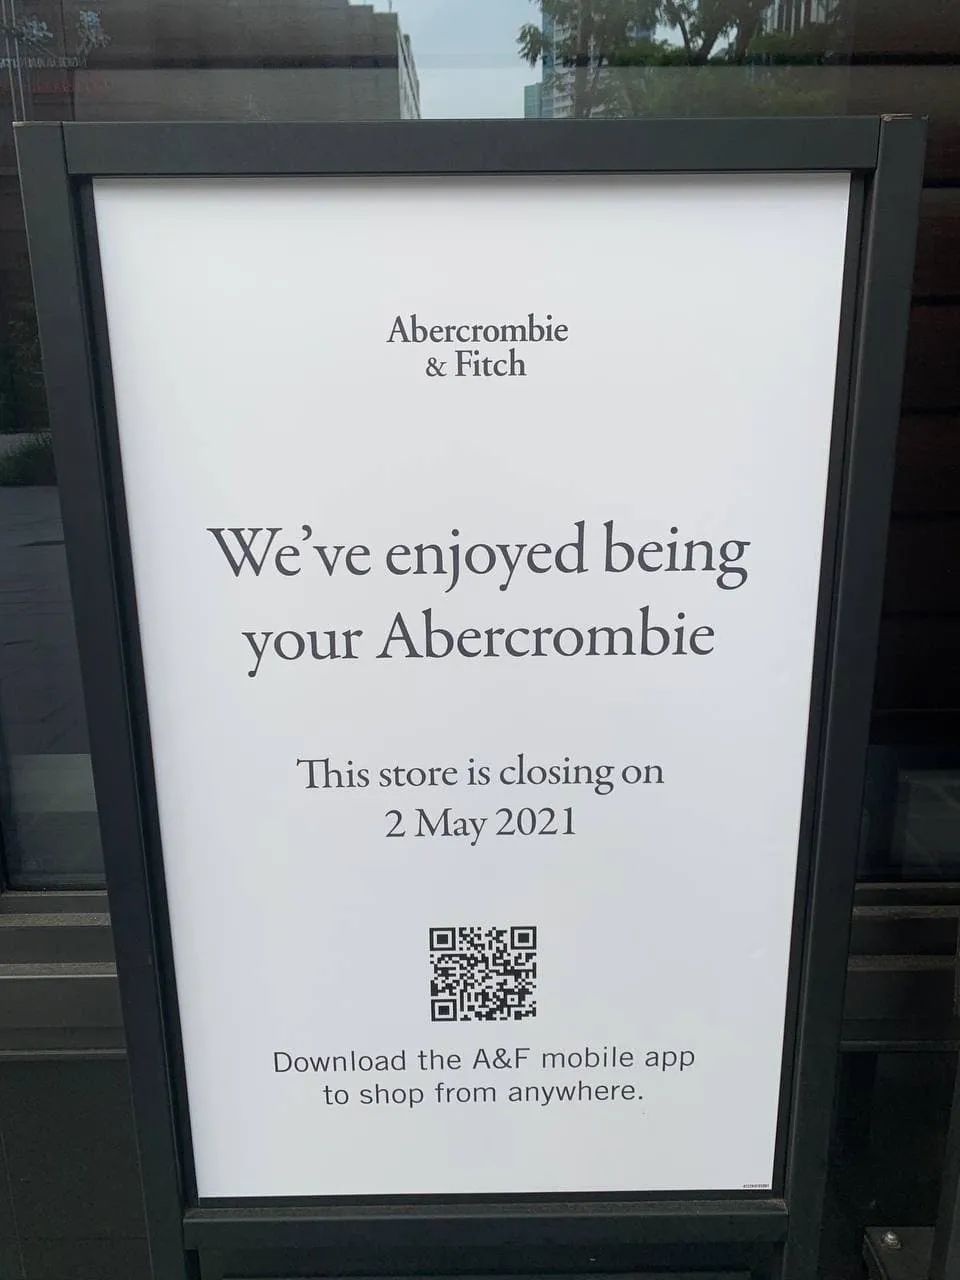 Abercrombie
& Fitch
We've enjoyed being
your Abercrombie
This store is closing on
2 May 2021
Download the A&F mobile app
to shop from anywhere.